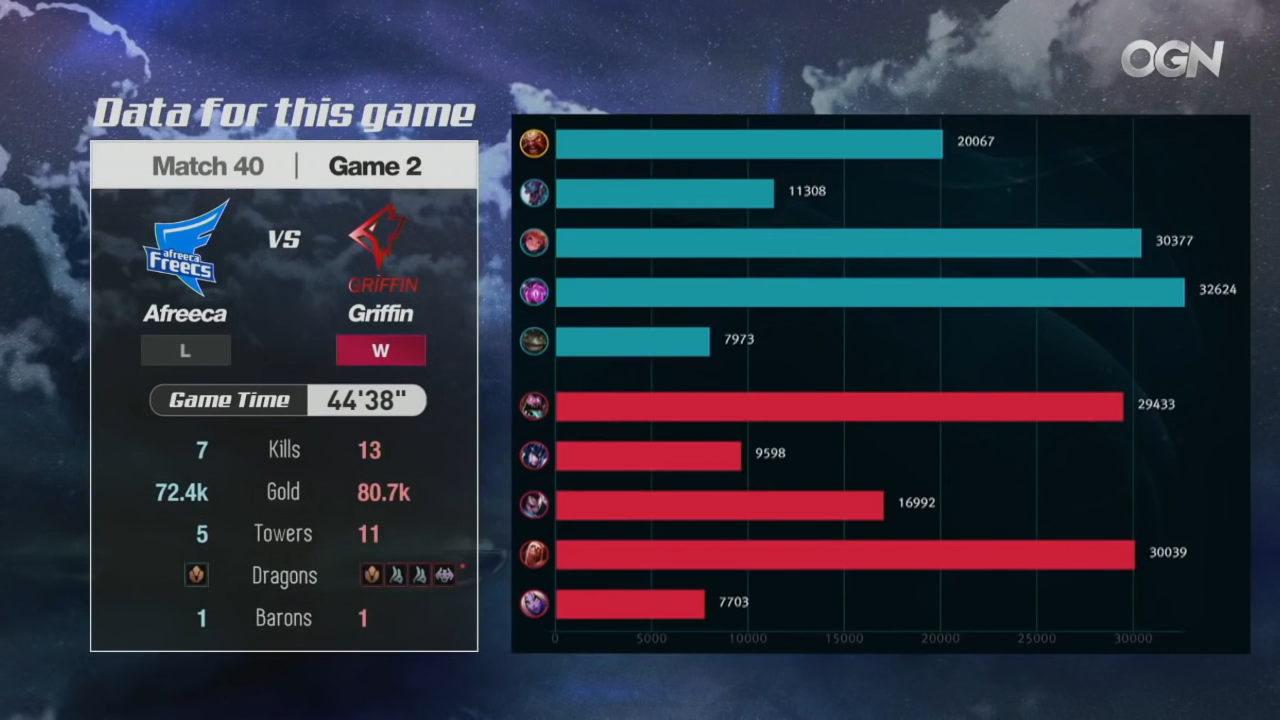 OGN
Data for this game
Match 40 | Game 2
afreeca Freecs
VS
GRIFFIN
Afreeca
Griffin
L
W
Game Time 44'38"
7 Kills 13
72.4k Gold 80.7k
5 Towers 11
Dragons
1 Barons 1
20067
11308
30377
32624
7973
29433
9598
16992
30039
7703
0 5000 10000 15000 20000 25000 30000